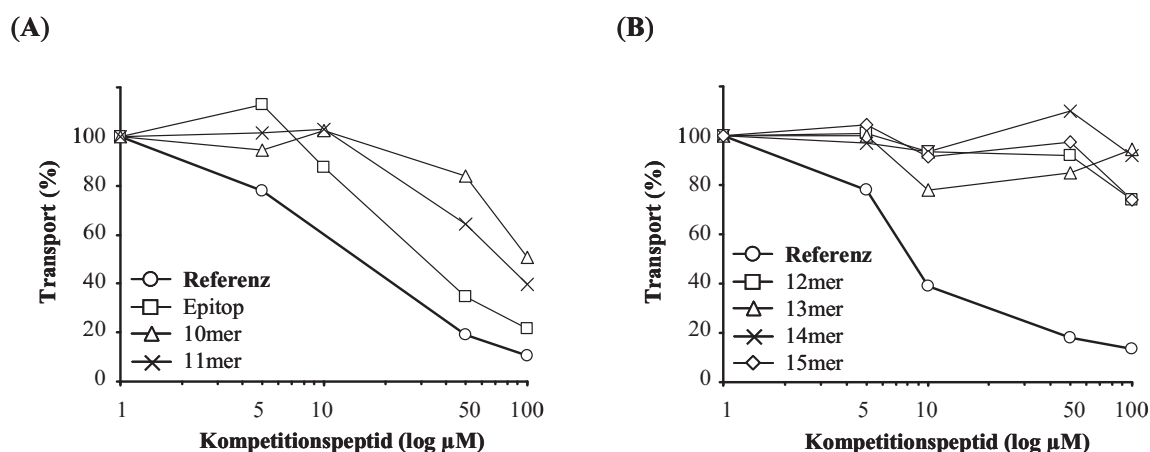 (A)
Transport (%)
100
80
60
40
20
0
Referenz
Epitop
10mer
11mer
1 5 10 50 100
Kompetitionspeptid (log µM)
(B)
Transport (%)
100
80
60
40
20
0
Referenz
12mer
13mer
14mer
15mer
1 5 10 50 100
Kompetitionspeptid (log µM)